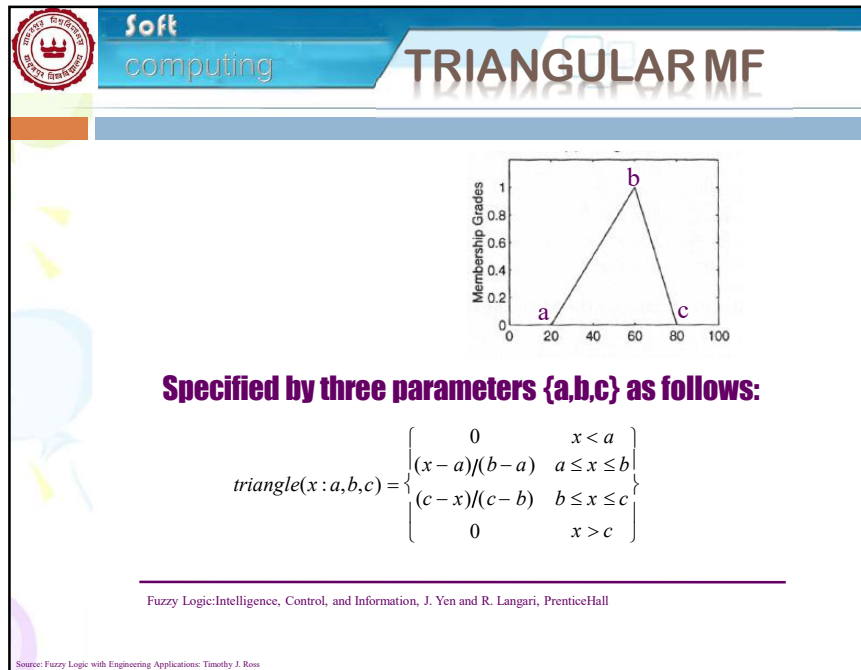 Soft
computing
TRIANGULAR MF
Membership Grades
1
0.8
0.6
0.4
0.2
0
0 20 40 60 80 100
a
b
c
Specified by three parameters {a,b,c} as follows:
triangle(x : a,b,c) =
0 x < a
(x − a)/(b − a) a ≤ x ≤ b
(c − x)/(c − b) b ≤ x ≤ c
0 x > c
Fuzzy Logic:Intelligence, Control, and Information, J. Yen and R. Langari, PrenticeHall
Source: Fuzzy Logic with Engineering Applications: Timothy J. Ross